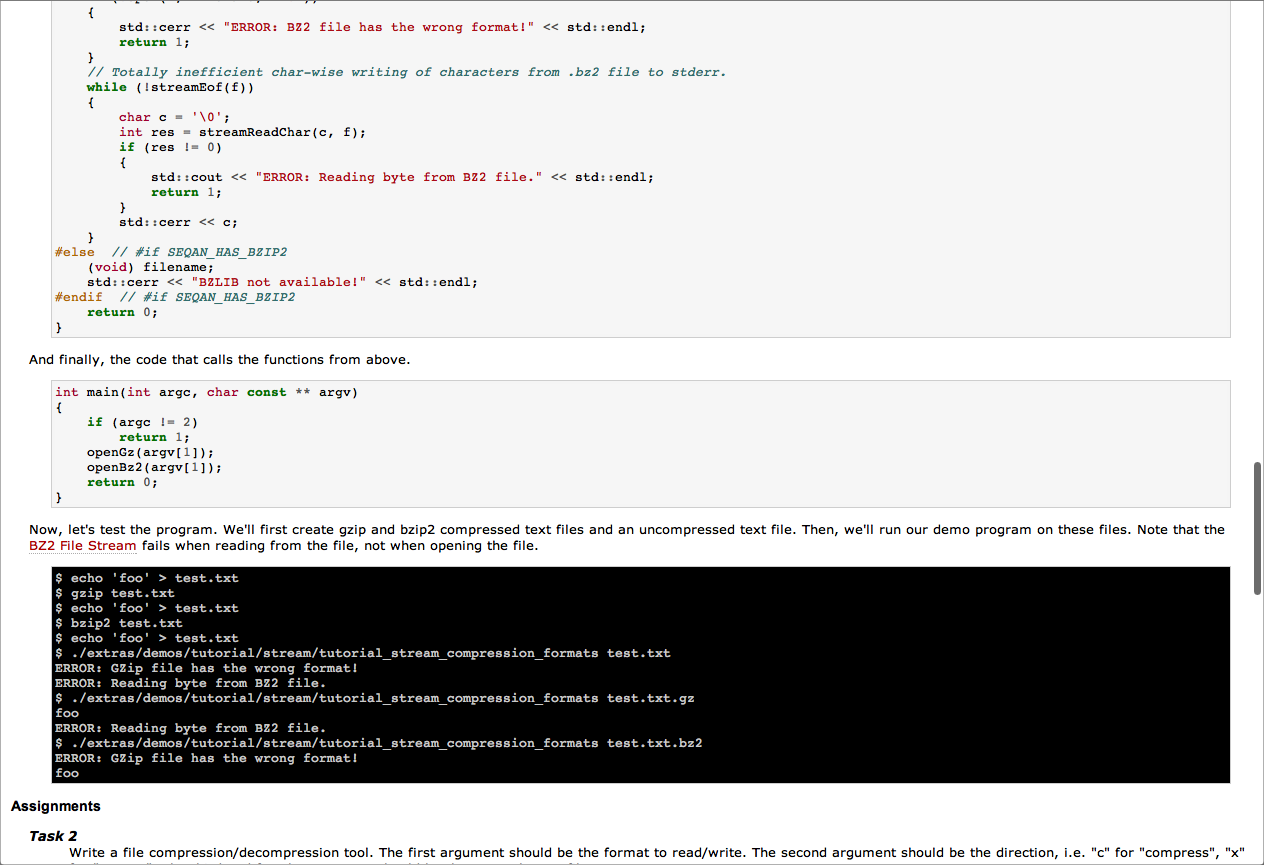 {
std::cerr << "ERROR: BZ2 file has the wrong format!" << std::endl;
return 1;
}
// Totally inefficient char-wise writing of characters from .bz2 file to stderr.
while (!streamEof(f))
{
char c = '\0';
int res = streamReadChar(c, f);
if (res != 0)
{
std::cout << "ERROR: Reading byte from BZ2 file." << std::endl;
return 1;
}
std::cerr << c;
}
#else // #if SEQAN_HAS_BZIP2
(void) filename;
std::cerr << "BZLIB not available!" << std::endl;
#endif // #if SEQAN_HAS_BZIP2
return 0;
}
And finally, the code that calls the functions from above.
int main(int argc, char const ** argv)
{
if (argc != 2)
return 1;
openGz(argv[1]);
openBz2(argv[1]);
return 0;
}
Now, let's test the program. We'll first create gzip and bzip2 compressed text files and an uncompressed text file. Then, we'll run our demo program on these files. Note that the
BZ2 File Stream fails when reading from the file, not when opening the file.
$ echo 'foo' > test.txt
$ gzip test.txt
$ echo 'foo' > test.txt
$ bzip2 test.txt
$ echo 'foo' > test.txt
$ ./extras/demos/tutorial/stream/tutorial_stream_compression_formats test.txt
ERROR: GZip file has the wrong format!
ERROR: Reading byte from BZ2 file.
$ ./extras/demos/tutorial/stream/tutorial_stream_compression_formats test.txt.gz
foo
ERROR: Reading byte from BZ2 file.
$ ./extras/demos/tutorial/stream/tutorial_stream_compression_formats test.txt.bz2
ERROR: GZip file has the wrong format!
foo
Assignments
Task 2
Write a file compression/decompression tool. The first argument should be the format to read/write. The second argument should be the direction, i.e. "c" for "compress", "x"